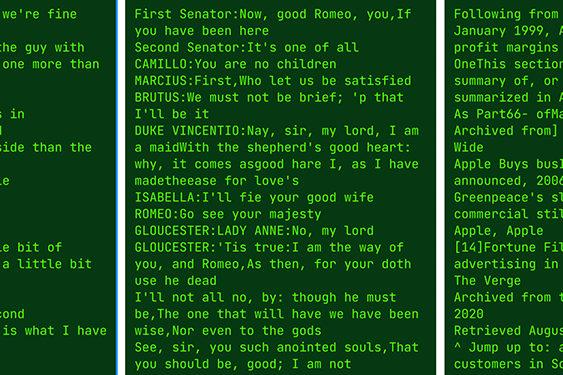 we're fine
the guy with
one more than
s in
side than the
le bit of
a little bit
cond
is what I have
First Senator:Now, good Romeo, you,If
you have been here
Second Senator:It's one of all
CAMILLO:You are no children
MARCIUS:First,Who let us be satisfied
BRUTUS:We must not be brief; 'p that
I'll be it
DUKE VINCENTIO:Nay, sir, my lord, I am
a maidWith the shepherd's good heart:
why, it comes asgood hare I, as I have
madetheease for love's
ISABELLA:I'll fie your good wife
ROMEO:Go see your majesty
GLOUCESTER:LADY ANNE:No, my lord
GLOUCESTER:'Tis true:I am the way of
you, and Romeo,As then, for your doth
use he dead
I'll not all no, by: though he must
be,The one that will have we have been
wise,Nor even to the gods
See, sir, you such anointed souls,That
you should be, good; I am not
Following from
January 1999, A
profit margins
OneThis section
summary of, or
summarized in A
As Part66- ofMa
Archived from]
Wide
Apple Buys busi
announced, 2006
Greenpeace's sl
commercial stil
Apple, Apple
[14]Fortune Fil
advertising in
The Verge
Archived from t
2020
Retrieved Augus
^ Jump up to: a
customers in So